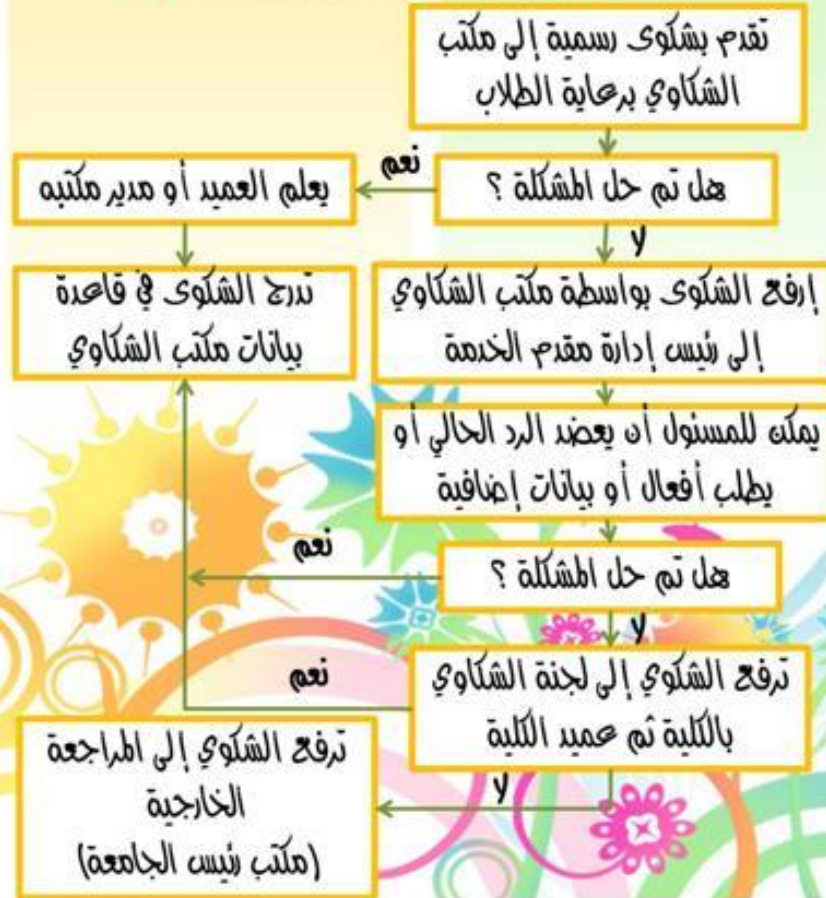 تقدم بشكوى رسمية إلى مكتب
الشكاوي برعاية الطلاب
هل تم حل المشكلة ؟
نعم
يعلم العميد أو مدير مكتبه
تدرج الشكوى في قاعدة
بيانات مكتب الشكاوي
لا
إرفع الشكوى بواسطة مكتب الشكاوي
إلى رئيس إدارة مقدم الخدمة
يمكن للمسئول أن يعضد الرد الحالي أو
يطلب أفعال أو بيانات إضافية
هل تم حل المشكلة ؟
نعم
لا
ترفع الشكوي إلى لجنة الشكاوي
بالكلية ثم عميد الكلية
نعم
لا
ترفع الشكوي إلى المراجعة
الخارجية
(مكتب رئيس الجامعة)